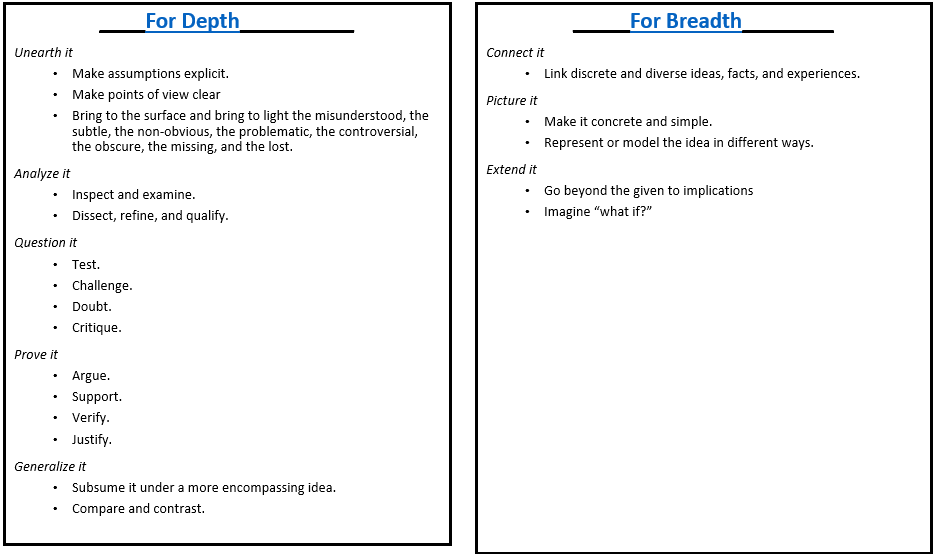 For Depth
Unearth it
• Make assumptions explicit.
• Make points of view clear
• Bring to the surface and bring to light the misunderstood, the
subtle, the non-obvious, the problematic, the controversial,
the obscure, the missing, and the lost.
Analyze it
• Inspect and examine.
• Dissect, refine, and qualify.
Question it
• Test.
• Challenge.
• Doubt.
• Critique.
Prove it
• Argue.
• Support.
• Verify.
• Justify.
Generalize it
• Subsume it under a more encompassing idea.
• Compare and contrast.
For Breadth
Connect it
• Link discrete and diverse ideas, facts, and experiences.
Picture it
• Make it concrete and simple.
• Represent or model the idea in different ways.
Extend it
• Go beyond the given to implications
• Imagine “what if?”